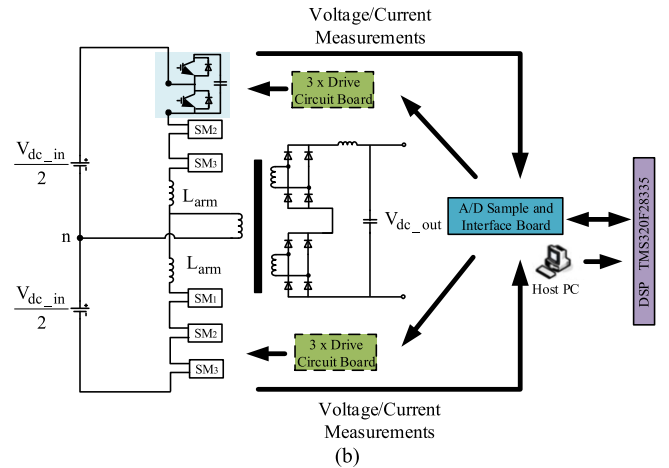 Voltage/Current
Measurements
3 x Drive
Circuit Board
SM2
SM3
Vdc_in
2
Larm
n
Vdc_out
A/D Sample and
Interface Board
DSP TMS320F28335
Host PC
Larm
Vdc_in
2
SM1
SM2
SM3
3 x Drive
Circuit Board
Voltage/Current
Measurements
(b)